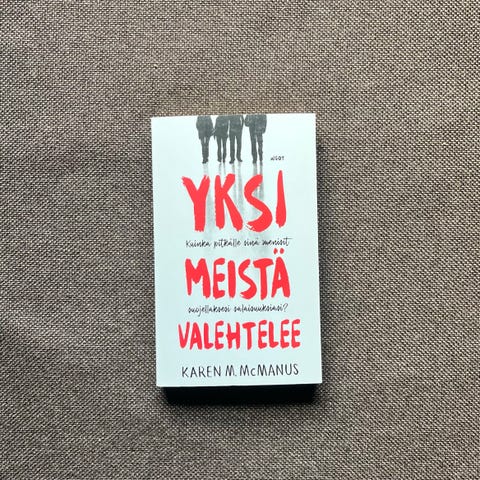 WSOY
YKSI
Kuinka pitkälle sinä menisit
MEISTÄ
suojellaksesi salaisuuksiasi?
VALEHTELEE
KAREN M. McMANUS